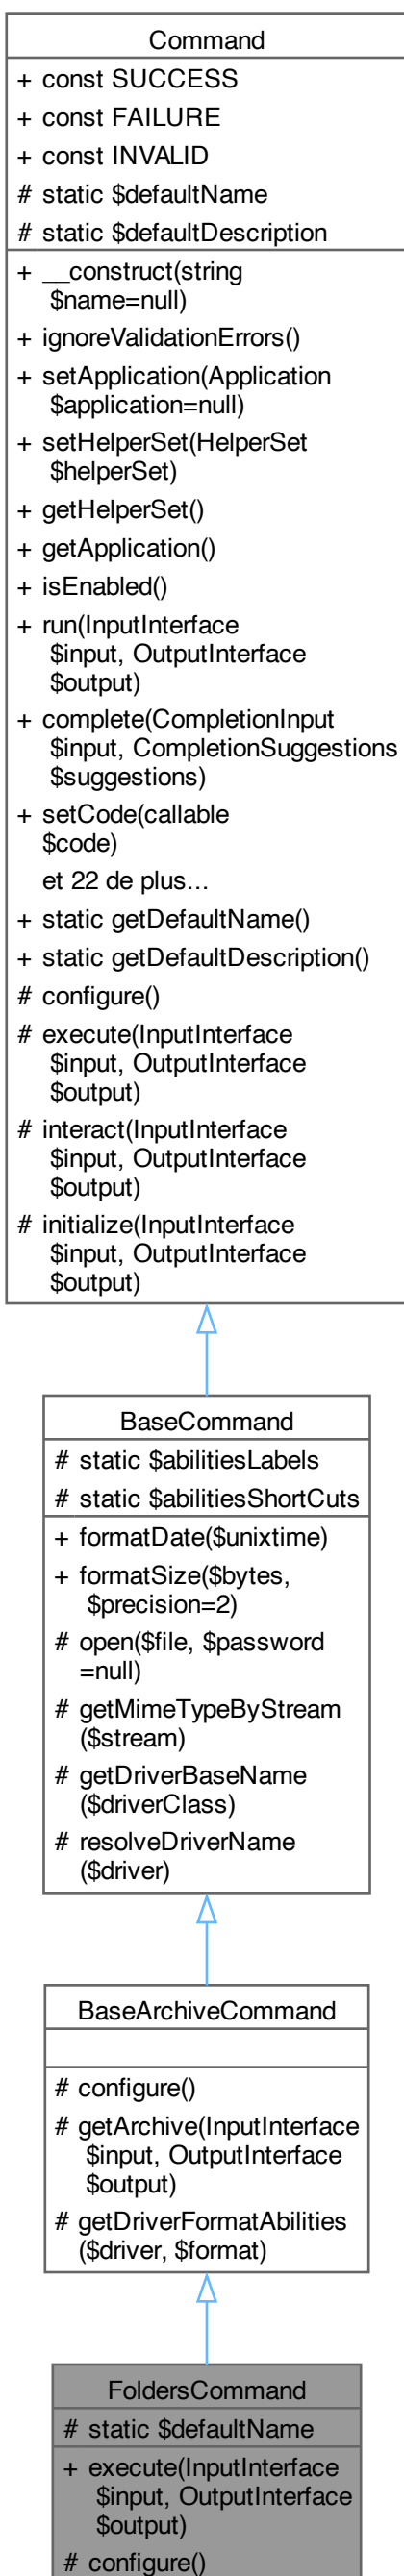 Command
+ const SUCCESS
+ const FAILURE
+ const INVALID
# static $defaultName
# static $defaultDescription
+ __construct(string
$name=null)
+ ignoreValidationErrors()
+ setApplication(Application
$application=null)
+ setHelperSet(HelperSet
$helperSet)
+ getHelperSet()
+ getApplication()
+ isEnabled()
+ run(InputInterface
$input, OutputInterface
$output)
+ complete(CompletionInput
$input, CompletionSuggestions
$suggestions)
+ setCode(callable
$code)
et 22 de plus...
+ static getDefaultName()
+ static getDefaultDescription()
# configure()
# execute(InputInterface
$input, OutputInterface
$output)
# interact(InputInterface
$input, OutputInterface
$output)
# initialize(InputInterface
$input, OutputInterface
$output)
BaseCommand
# static $abilitiesLabels
# static $abilitiesShortCuts
+ formatDate($unixtime)
+ formatSize($bytes,
$precision=2)
# open($file, $password
=null)
# getMimeTypeByStream
($stream)
# getDriverBaseName
($driverClass)
# resolveDriverName
($driver)
BaseArchiveCommand
# configure()
# getArchive(InputInterface
$input, OutputInterface
$output)
# getDriverFormatAbilities
($driver, $format)
FoldersCommand
# static $defaultName
+ execute(InputInterface
$input, OutputInterface
$output)
# configure()